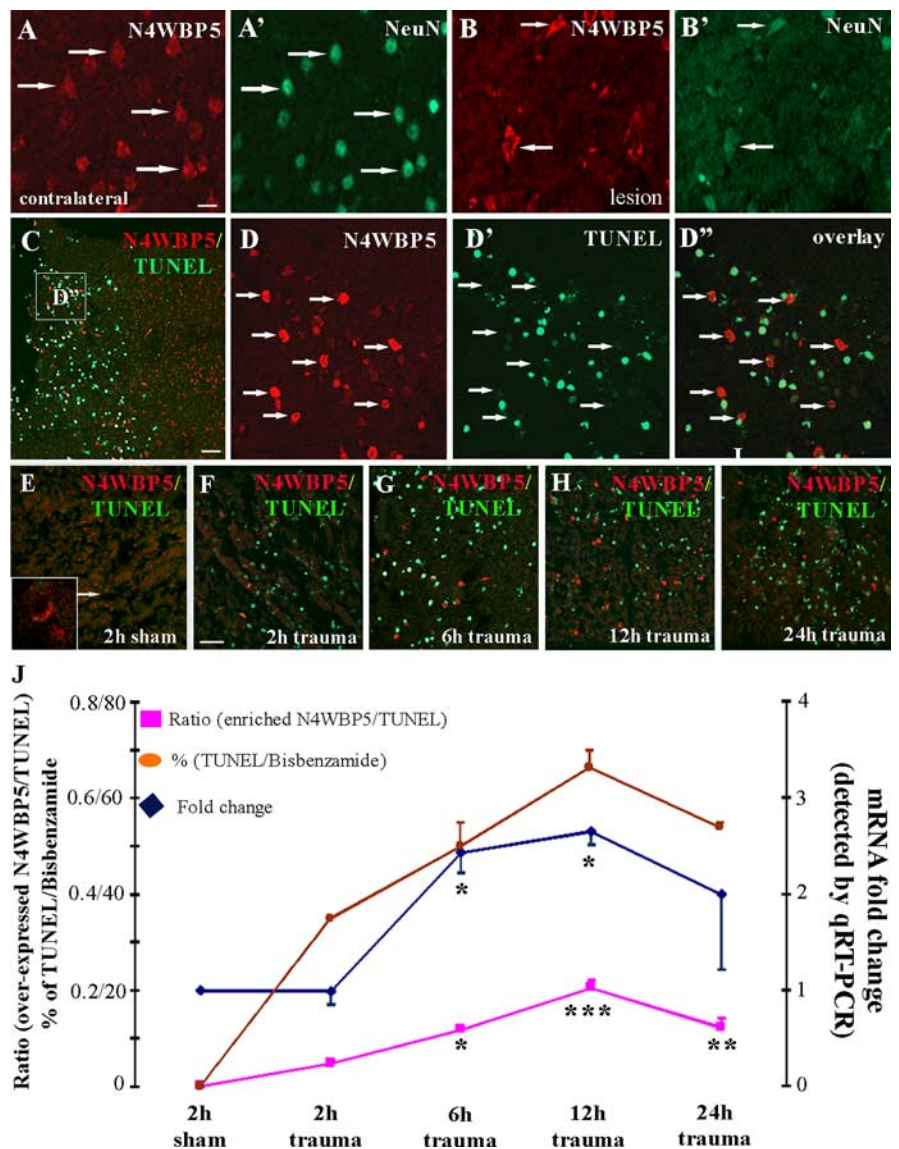 A N4WBP5
contralateral
A' NeuN
B N4WBP5
lesion
B' NeuN
C N4WBP5/
TUNEL
D"
D N4WBP5
D' TUNEL
D" overlay
E N4WBP5/
TUNEL
2h sham
F N4WBP5/
TUNEL
2h trauma
G N4WBP5/
TUNEL
6h trauma
H N4WBP5/
TUNEL
12h trauma
I
N4WBP5/
TUNEL
24h trauma
J
Ratio (over-expressed N4WBP5/TUNEL)
% of TUNEL/Bisbenzamide
0.8/80
0.6/60
0.4/40
0.2/20
0
Ratio (enriched N4WBP5/TUNEL)
% (TUNEL/Bisbenzamide)
Fold change
*
*
*
***
**
4
3
2
1
0
mRNA fold change
(detected by qRT-PCR)
2h
sham
2h
trauma
6h
trauma
12h
trauma
24h
trauma